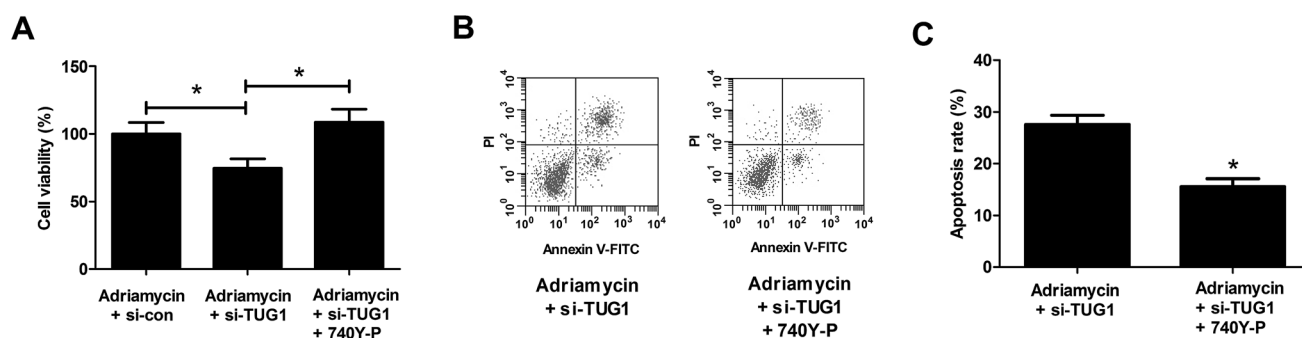 A
Cell viability (%)
150
100
50
0
*
*
Adriamycin
+ si-con
Adriamycin
+ si-TUG1
Adriamycin
+ si-TUG1
+ 740Y-P
B
PI
10^4
10^3
10^2
10^1
10^0
10^0 10^1 10^2 10^3 10^4
Annexin V-FITC
Adriamycin
+ si-TUG1
PI
10^4
10^3
10^2
10^1
10^0
10^0 10^1 10^2 10^3 10^4
Annexin V-FITC
Adriamycin
+ si-TUG1
+ 740Y-P
C
Apoptosis rate (%)
40
30
20
10
0
*
Adriamycin
+ si-TUG1
Adriamycin
+ si-TUG1
+ 740Y-P